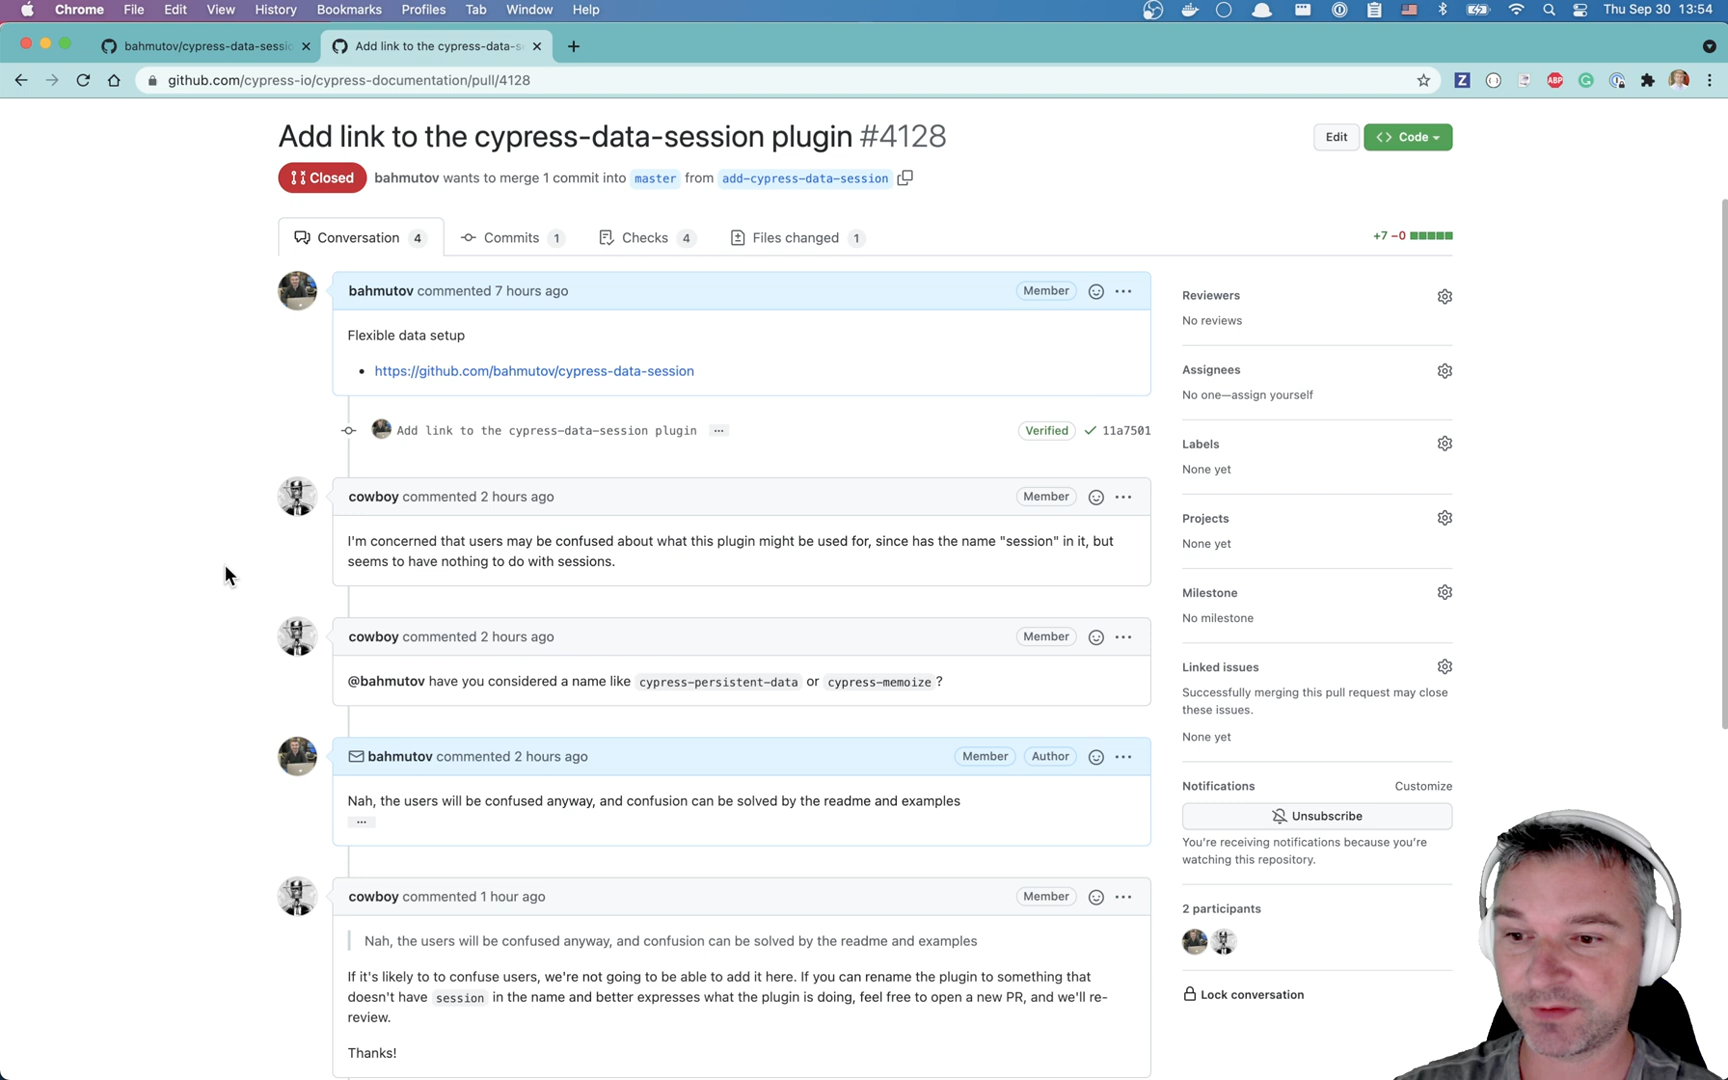 Chrome File Edit View History Bookmarks Profiles Tab Window Help
Thu Sep 30 13:54
bahmutov/cypress-data-sessi
Add link to the cypress-data-s
github.com/cypress-io/cypress-documentation/pull/4128
Z
ABP
Add link to the cypress-data-session plugin #4128
Edit
<> Code
Closed
bahmutov wants to merge 1 commit into master from add-cypress-data-session
Conversation 4
Commits 1
Checks 4
Files changed 1
+7 −0
bahmutov commented 7 hours ago
Member
Flexible data setup
• https://github.com/bahmutov/cypress-data-session
Add link to the cypress-data-session plugin ...
Verified
11a7501
cowboy commented 2 hours ago
Member
I'm concerned that users may be confused about what this plugin might be used for, since has the name "session" in it, but
seems to have nothing to do with sessions.
cowboy commented 2 hours ago
Member
@bahmutov have you considered a name like cypress-persistent-data or cypress-memoize ?
bahmutov commented 2 hours ago
Member
Author
Nah, the users will be confused anyway, and confusion can be solved by the readme and examples
...
cowboy commented 1 hour ago
Member
Nah, the users will be confused anyway, and confusion can be solved by the readme and examples
If it's likely to to confuse users, we're not going to be able to add it here. If you can rename the plugin to something that
doesn't have session in the name and better expresses what the plugin is doing, feel free to open a new PR, and we'll re-
review.
Thanks!
Reviewers
No reviews
Assignees
No one—assign yourself
Labels
None yet
Projects
None yet
Milestone
No milestone
Linked issues
Successfully merging this pull request may close
these issues.
None yet
Notifications
Customize
Unsubscribe
You're receiving notifications because you're
watching this repository.
2 participants
Lock conversation